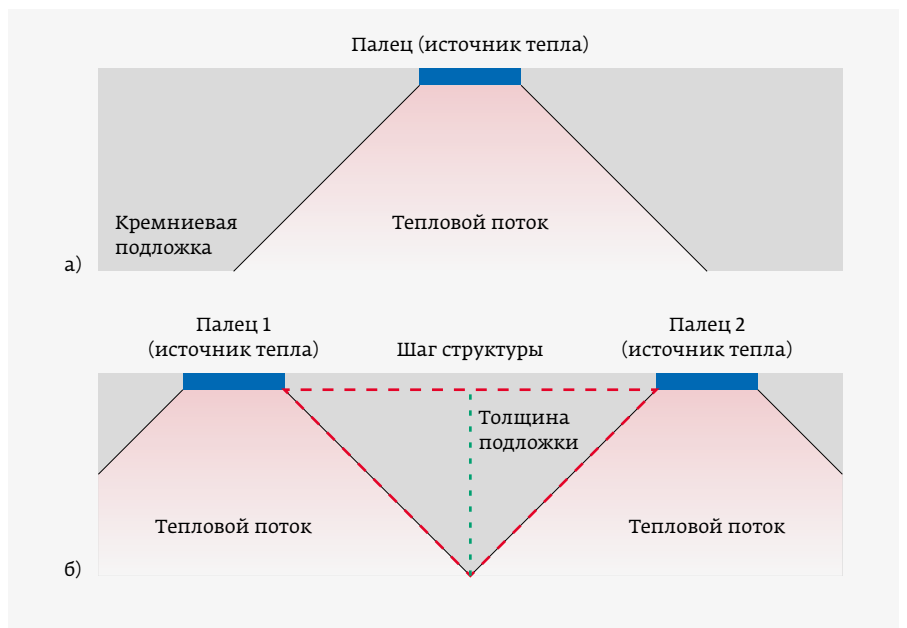 Палец (источник тепла)
Кремниевая
подложка
Тепловой поток
а)
Палец 1
(источник тепла)
Шаг структуры
Палец 2
(источник тепла)
Толщина
подложки
Тепловой поток
Тепловой поток
б)